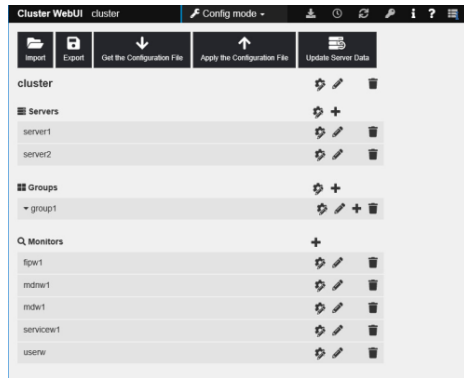 Cluster WebUI cluster Config mode
Import Export Get the Configuration File Apply the Configuration File Update Server Data
cluster
Servers
server1
server2
Groups
group1
Monitors
fipw1
mdnw1
mdw1
servicew1
userw